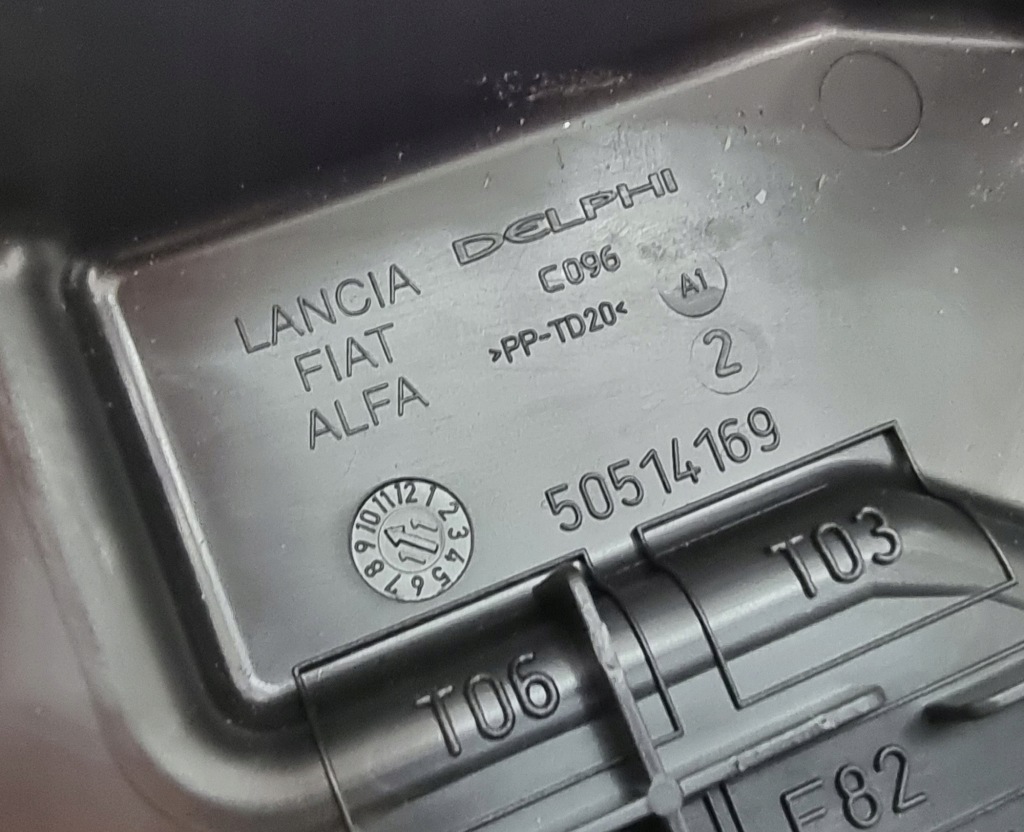 DELPHI
LANCIA
FIAT
ALFA
C096
>PP-TD20<
A1
2
50514169
1 2 3 4 5 6 7 8 9 10 11 12
T03
T06
F82